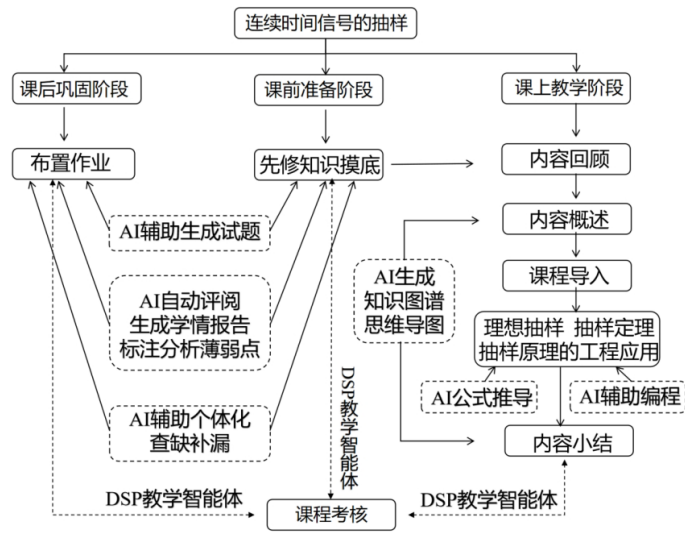 连续时间信号的抽样
课后巩固阶段
课前准备阶段
课上教学阶段
布置作业
先修知识摸底
内容回顾
AI辅助生成试题
内容概述
AI自动评阅
生成学情报告
标注分析薄弱点
AI生成
知识图谱
思维导图
课程导入
理想抽样 抽样定理
抽样原理的工程应用
AI公式推导
AI辅助编程
AI辅助个体化
查缺补漏
DSP教学智能体
内容小结
DSP教学智能体
课程考核
DSP教学智能体